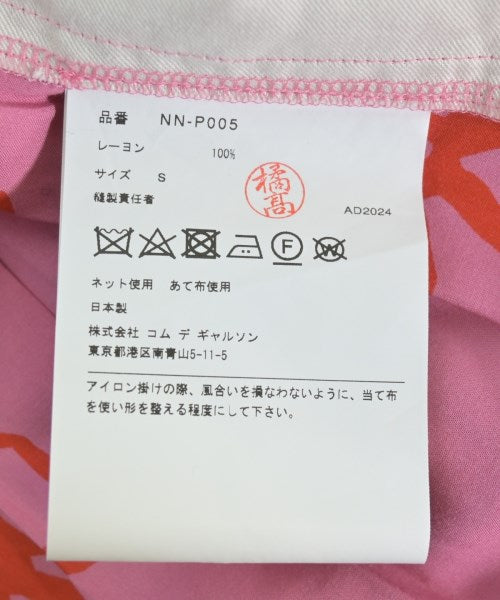 品番 NN-P005
レーヨン 100%
サイズ S
縫製責任者
橘高
AD2024
F
W
ネット使用 あて布使用
日本製
株式会社 コム デ ギャルソン
東京都港区南青山5-11-5
アイロン掛けの際、風合いを損なわないように、当て布
を使い形を整える程度にして下さい。